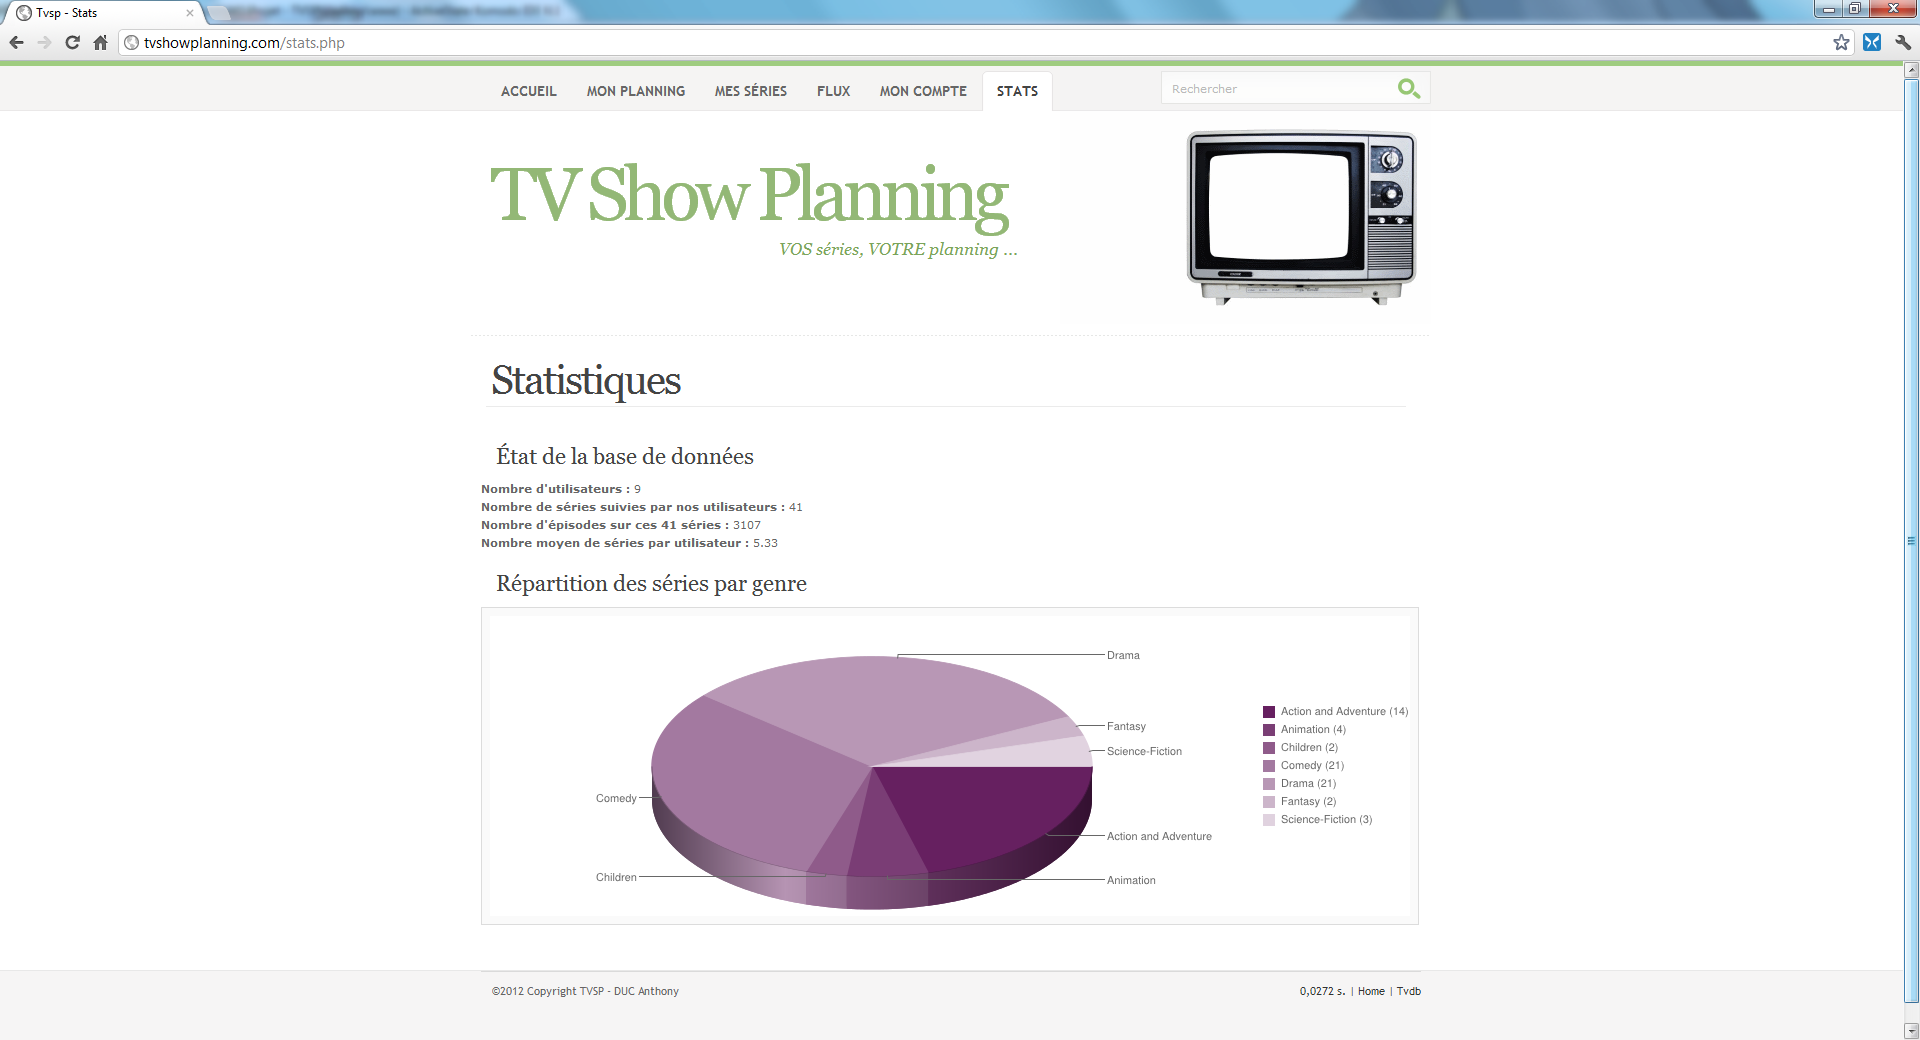 Tvsp - Stats
tvshowplanning.com/stats.php
ACCUEIL MON PLANNING MES SÉRIES FLUX MON COMPTE STATS
Rechercher
TV Show Planning
VOS séries, VOTRE planning ...
Statistiques
État de la base de données
Nombre d'utilisateurs : 9
Nombre de séries suivies par nos utilisateurs : 41
Nombre d'épisodes sur ces 41 séries : 3107
Nombre moyen de séries par utilisateur : 5.33
Répartition des séries par genre
Drama
Fantasy
Science-Fiction
Comedy
Action and Adventure
Children
Animation
Action and Adventure (14)
Animation (4)
Children (2)
Comedy (21)
Drama (21)
Fantasy (2)
Science-Fiction (3)
©2012 Copyright TVSP - DUC Anthony
0,0272 s. | Home | Tvdb